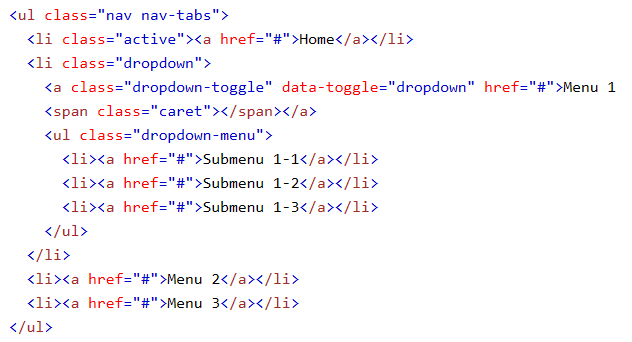 <ul class="nav nav-tabs">
  <li class="active"><a href="#">Home</a></li>
  <li class="dropdown">
    <a class="dropdown-toggle" data-toggle="dropdown" href="#">Menu 1
    <span class="caret"></span></a>
    <ul class="dropdown-menu">
      <li><a href="#">Submenu 1-1</a></li>
      <li><a href="#">Submenu 1-2</a></li>
      <li><a href="#">Submenu 1-3</a></li>
    </ul>
  </li>
  <li><a href="#">Menu 2</a></li>
  <li><a href="#">Menu 3</a></li>
</ul>